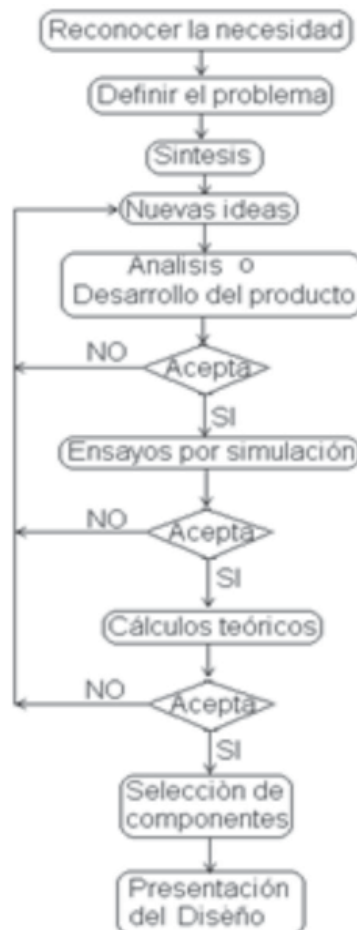 Reconocer la necesidad
Definir el problema
Sintesis
Nuevas ideas
Analisis o
Desarrollo del producto
NO
Acepta
SI
Ensayos por simulación
NO
Acepta
SI
Cálculos teóricos
NO
Acepta
SI
Selecciòn de
componentes
Presentación
del Disèño